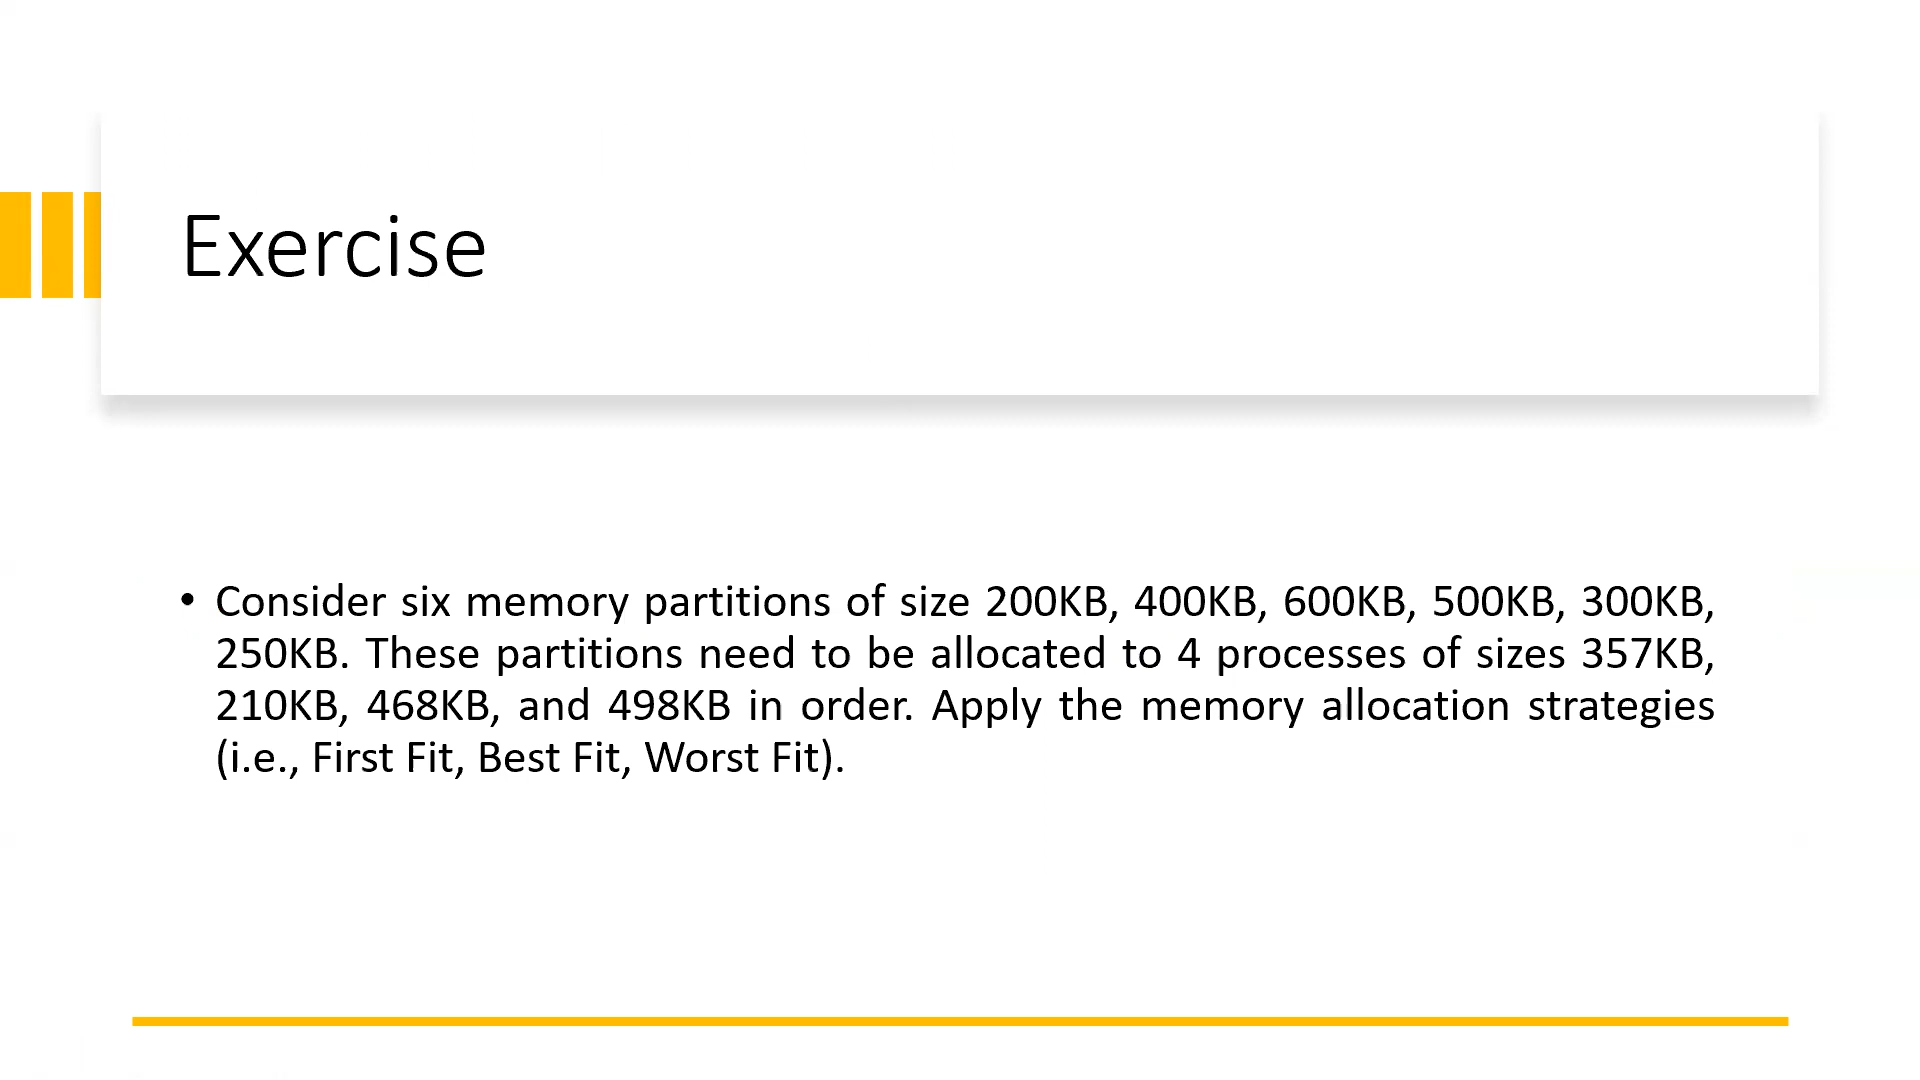 Exercise
• Consider six memory partitions of size 200KB, 400KB, 600KB, 500KB, 300KB,
250KB. These partitions need to be allocated to 4 processes of sizes 357KB,
210KB, 468KB, and 498KB in order. Apply the memory allocation strategies
(i.e., First Fit, Best Fit, Worst Fit).